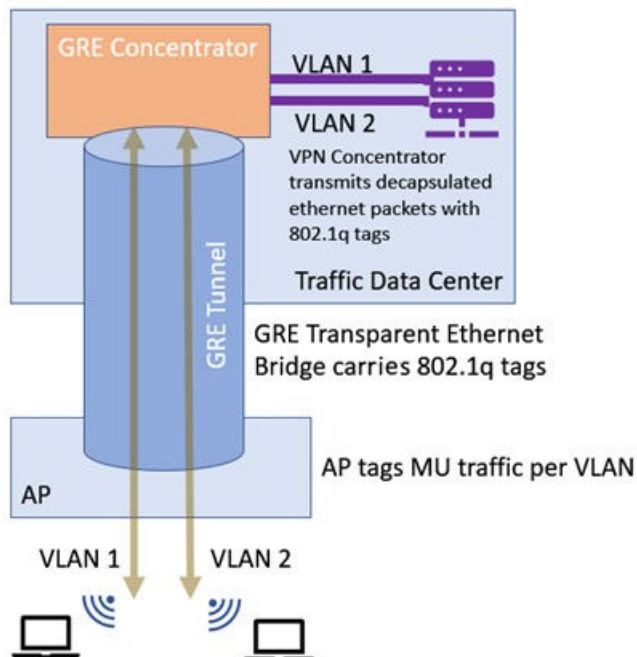 GRE Concentrator
VLAN 1
VLAN 2
VPN Concentrator
transmits decapsulated
ethernet packets with
802.1q tags
Traffic Data Center
GRE Tunnel
GRE Transparent Ethernet
Bridge carries 802.1q tags
AP tags MU traffic per VLAN
AP
VLAN 1
VLAN 2